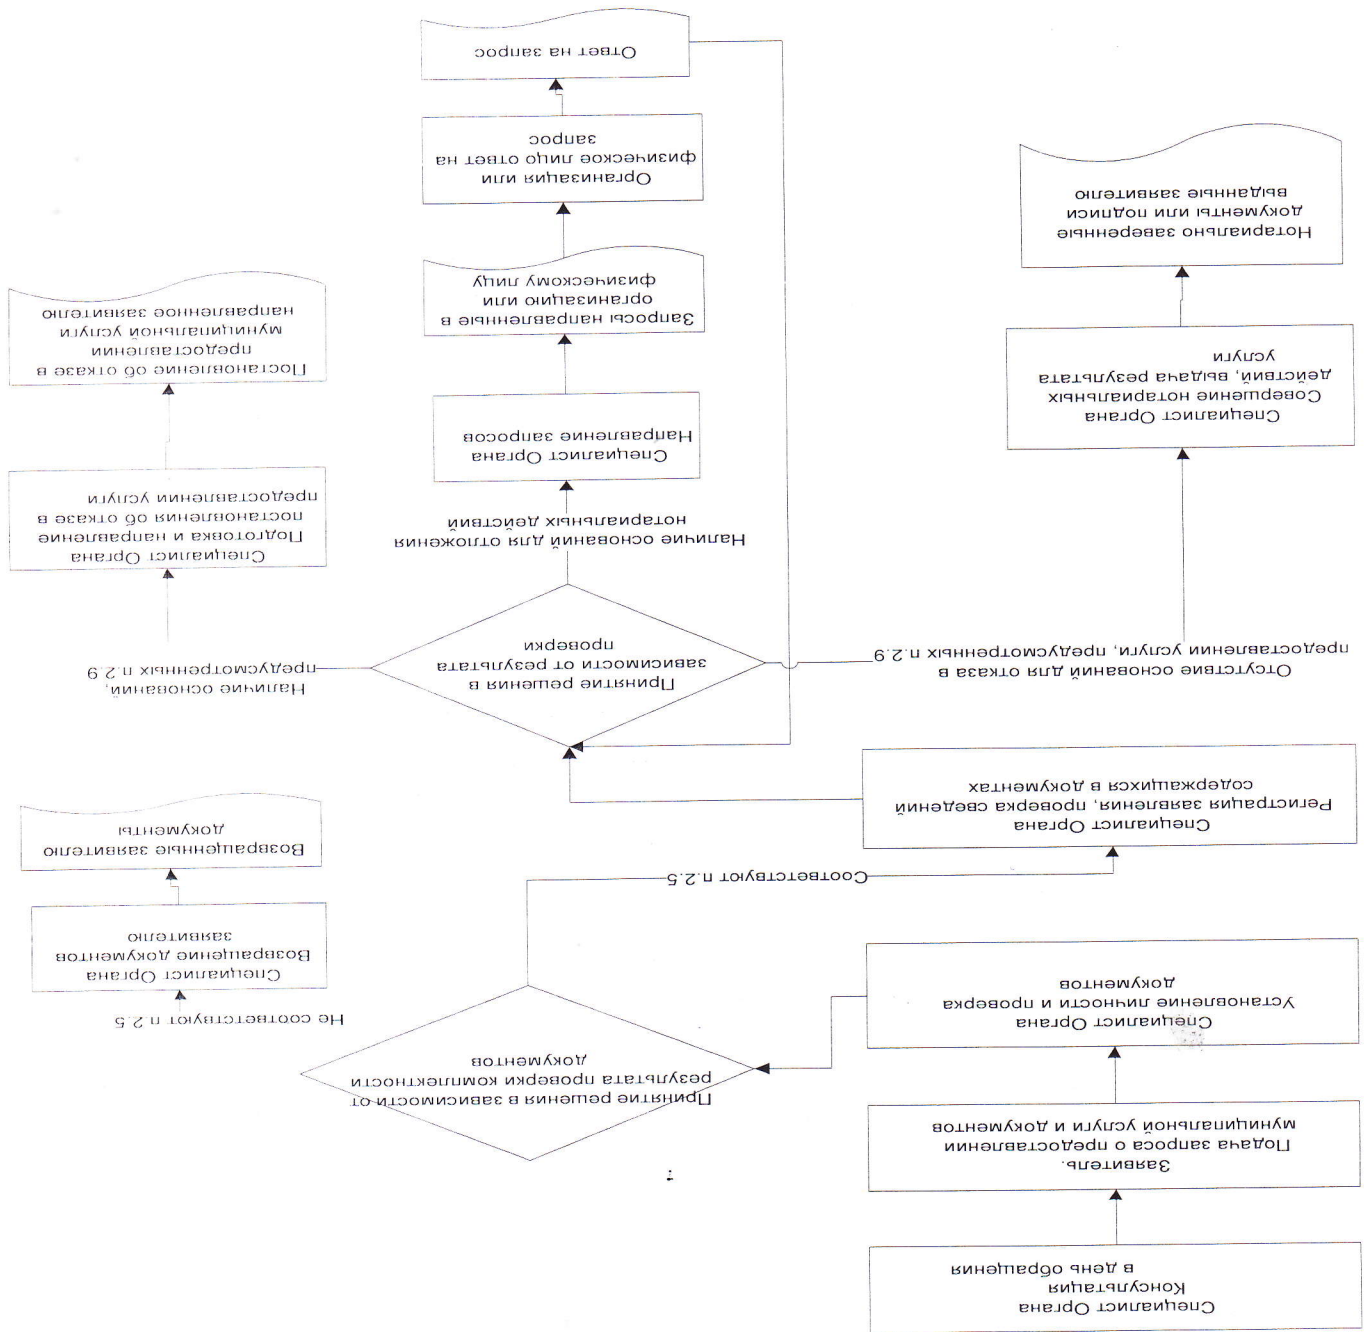 Специалист Органа
Консультация
в день обращения
Заявитель.
Подача запроса о предоставлении
муниципальной услуги и документов
Специалист Органа
Установление личности и проверка
документов
Принятие решения в зависимости от
результата проверки комплектности
документов
Не соответствуют п.2.5
Специалист Органа
Возвращение документов
заявителю
Возвращенные заявителю
документы
Соответствуют п.2.5
Специалист Органа
Регистрация заявления, проверка сведений
содержащихся в документах
Принятие решения в
зависимости от результата
проверки
Отсутствие оснований для отказа в
предоставлении услуги, предусмотренных п.2.9
Наличие оснований,
предусмотренных п.2.9
Наличие оснований для отложения
нотариальных действий
Специалист Органа
Совершение нотариальных
действий, выдача результата
услуги
Нотариально заверенные
документы или подписи
выданные заявителю
Специалист Органа
Направление запросов
Запросы направленные в
организацию или
физическому лицу
Организация или
физическое лицо ответ на
запрос
Ответ на запрос
Специалист Органа
Подготовка и направление
постановления об отказе в
предоставлении услуги
Постановление об отказе в
предоставлении
муниципальной услуги
направленное заявителю